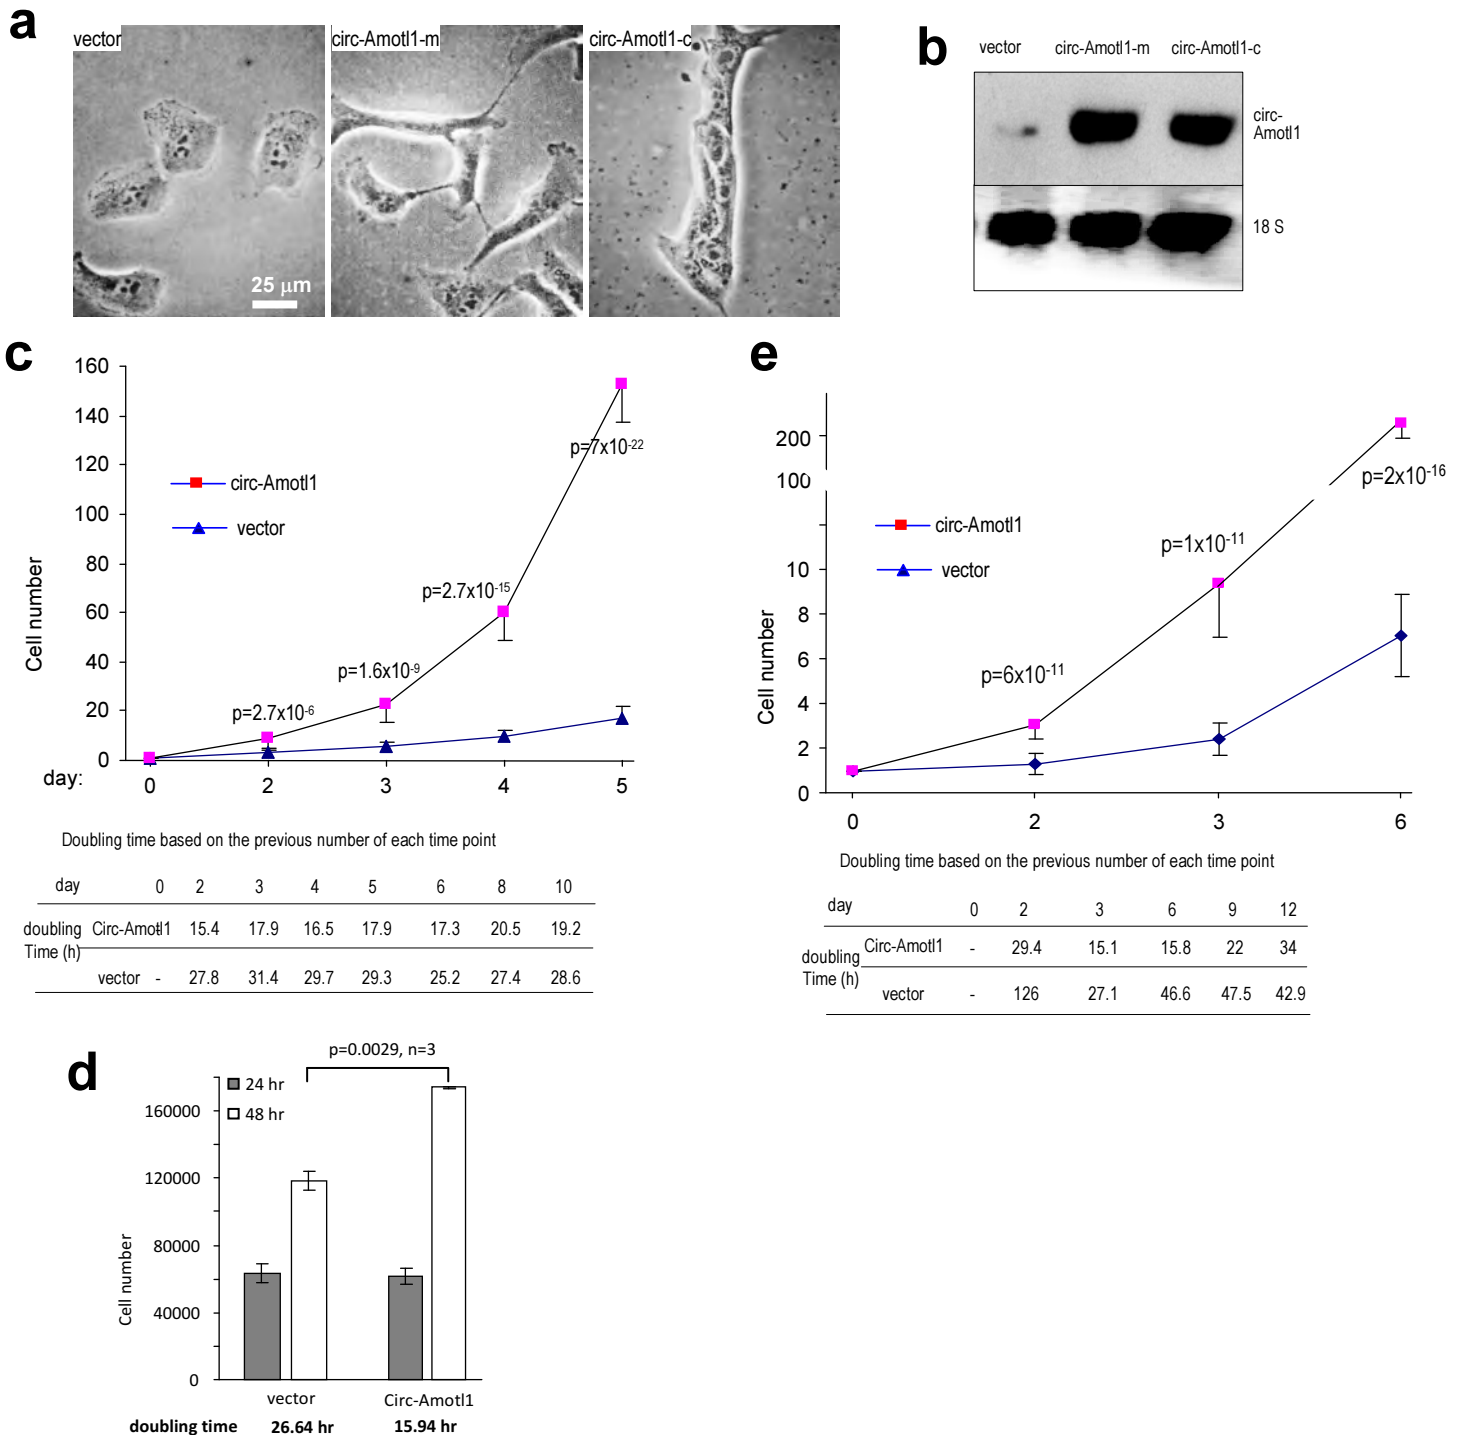 a
vector
circ-Amotl1-m
circ-Amotl1-c
25 μm
b
vector circ-Amotl1-m circ-Amotl1-c
circ-
Amotl1
18 S
c
160
140
120
100
80
60
40
20
0
Cell number
circ-Amotl1
vector
p=2.7x10-6
p=1.6x10-9
p=2.7x10-15
p=7x10-22
day: 0 2 3 4 5
Doubling time based on the previous number of each time point
day 0 2 3 4 5 6 8 10
doubling Time (h)
Circ-Amotl1 - 15.4 17.9 16.5 17.9 17.3 20.5 19.2
vector - 27.8 31.4 29.7 29.3 25.2 27.4 28.6
e
200
100
10
8
6
4
2
0
Cell number
circ-Amotl1
vector
p=6x10-11
p=1x10-11
p=2x10-16
0 2 3 6
Doubling time based on the previous number of each time point
day 0 2 3 6 9 12
doubling Time (h)
Circ-Amotl1 - 29.4 15.1 15.8 22 34
vector - 126 27.1 46.6 47.5 42.9
d
p=0.0029, n=3
24 hr
48 hr
160000
120000
80000
40000
0
Cell number
vector Circ-Amotl1
doubling time 26.64 hr 15.94 hr